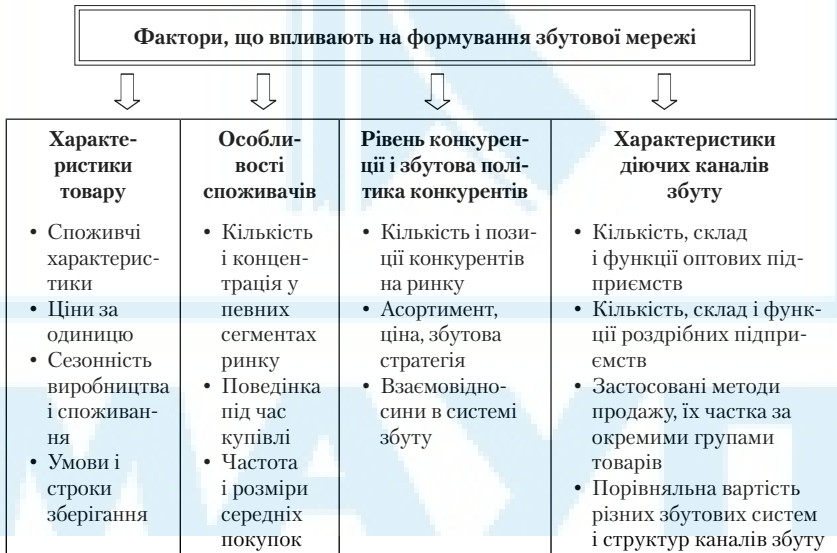 Фактори, що впливають на формування збутової мережі
Характе-
ристики
товару
• Споживчі
характерис-
тики
• Ціни за
одиницю
• Сезонність
виробництва
і споживан-
ня
• Умови і
строки
зберігання
Особли-
вості
споживачів
• Кількість
і концен-
трація у
певних
сегментах
ринку
• Поведінка
під час
купівлі
• Частота
і розміри
середніх
покупок
Рівень конкурен-
ції і збутова полі-
тика конкурентів
• Кількість і пози-
ції конкурентів
на ринку
• Асортимент,
ціна, збутова
стратегія
• Взаємовідно-
сини в системі
збуту
Характеристики
діючих каналів
збуту
• Кількість, склад
і функції оптових під-
приємств
• Кількість, склад і функ-
ції роздрібних підпри-
ємств
• Застосовані методи
продажу, їх частка за
окремими групами
товарів
• Порівняльна вартість
різних збутових систем
і структур каналів збуту
МАУП